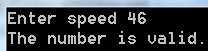 Enter speed 46
The number is valid.